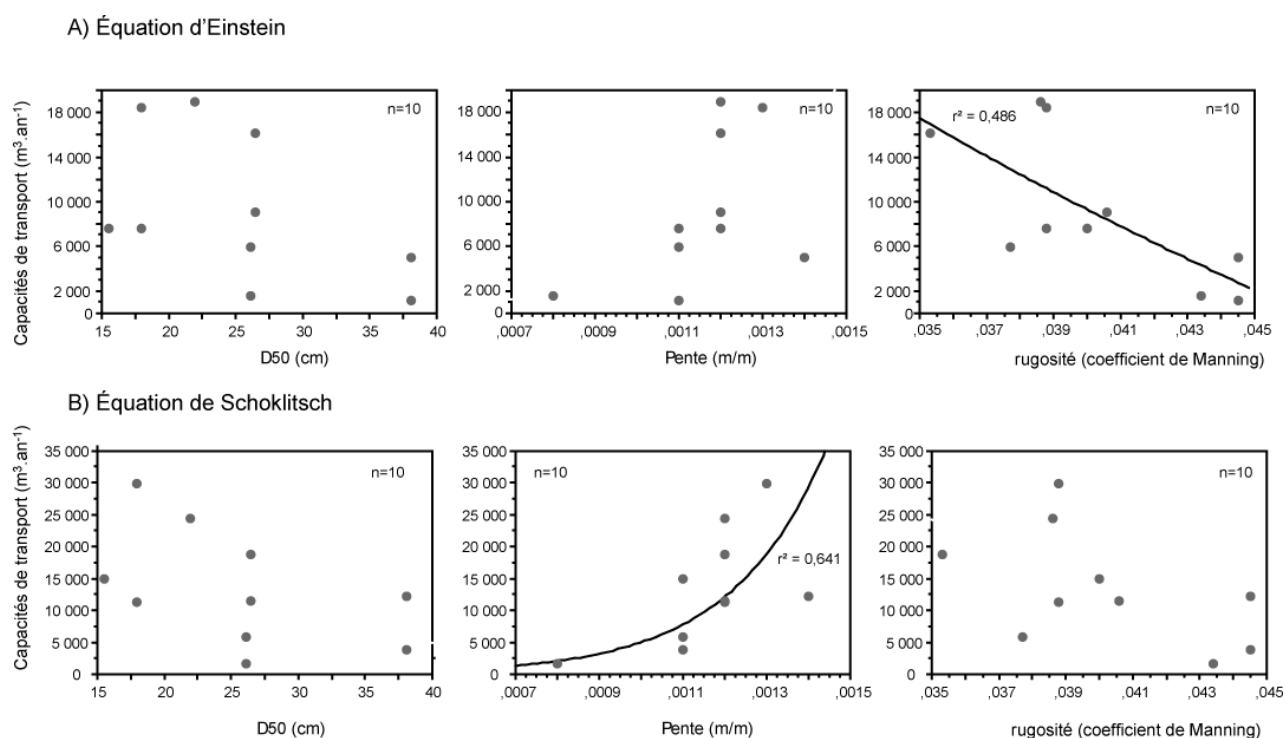 A) Équation d'Einstein
Capacités de transport (m³.an⁻¹)
18 000
14 000
10 000
6 000
2 000
0
n=10
15 20 25 30 35 40
D50 (cm)
18 000
14 000
10 000
6 000
2 000
0
n=10
,0007 ,0009 ,0011 ,0013 ,0015
Pente (m/m)
18 000
14 000
10 000
6 000
2 000
0
r² = 0,486
n=10
,035 ,037 ,039 ,041 ,043 ,045
rugosité (coefficient de Manning)
B) Équation de Schoklitsch
Capacités de transport (m³.an⁻¹)
35 000
30 000
25 000
20 000
15 000
10 000
5 000
0
n=10
15 20 25 30 35 40
D50 (cm)
35 000
30 000
25 000
20 000
15 000
10 000
5 000
0
n=10
r² = 0,641
,0007 ,0009 ,0011 ,0013 ,0015
Pente (m/m)
35 000
30 000
25 000
20 000
15 000
10 000
5 000
0
n=10
,035 ,037 ,039 ,041 ,043 ,045
rugosité (coefficient de Manning)